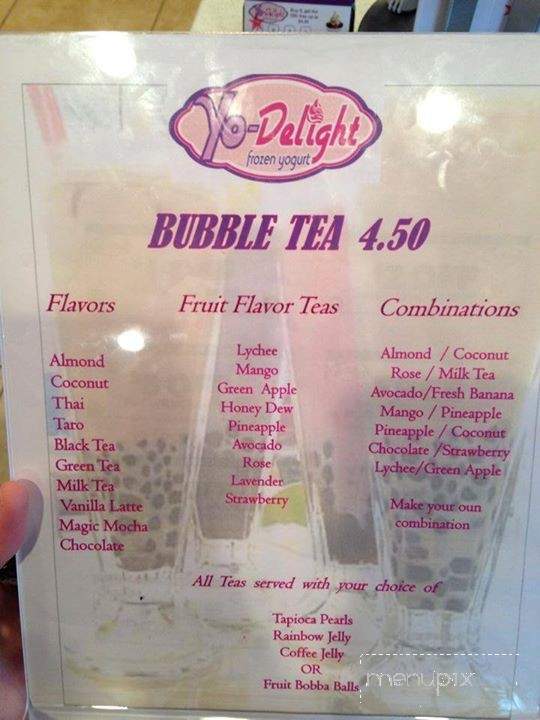 Yo-Delight
frozen yogurt
BUBBLE TEA 4.50
Flavors
Almond
Coconut
Thai
Taro
Black Tea
Green Tea
Milk Tea
Vanilla Latte
Magic Mocha
Chocolate
Fruit Flavor Teas
Lychee
Mango
Green Apple
Honey Dew
Pineapple
Avocado
Rose
Lavender
Strawberry
Combinations
Almond / Coconut
Rose / Milk Tea
Avocado/Fresh Banana
Mango / Pineapple
Pineapple / Coconut
Chocolate /Strawberry
Lychee/Green Apple
Make your oun
combination
All Teas served with your choice of
Tapioca Pearls
Rainbow Jelly
Coffee Jelly
OR
Fruit Bobba Balls
menupix